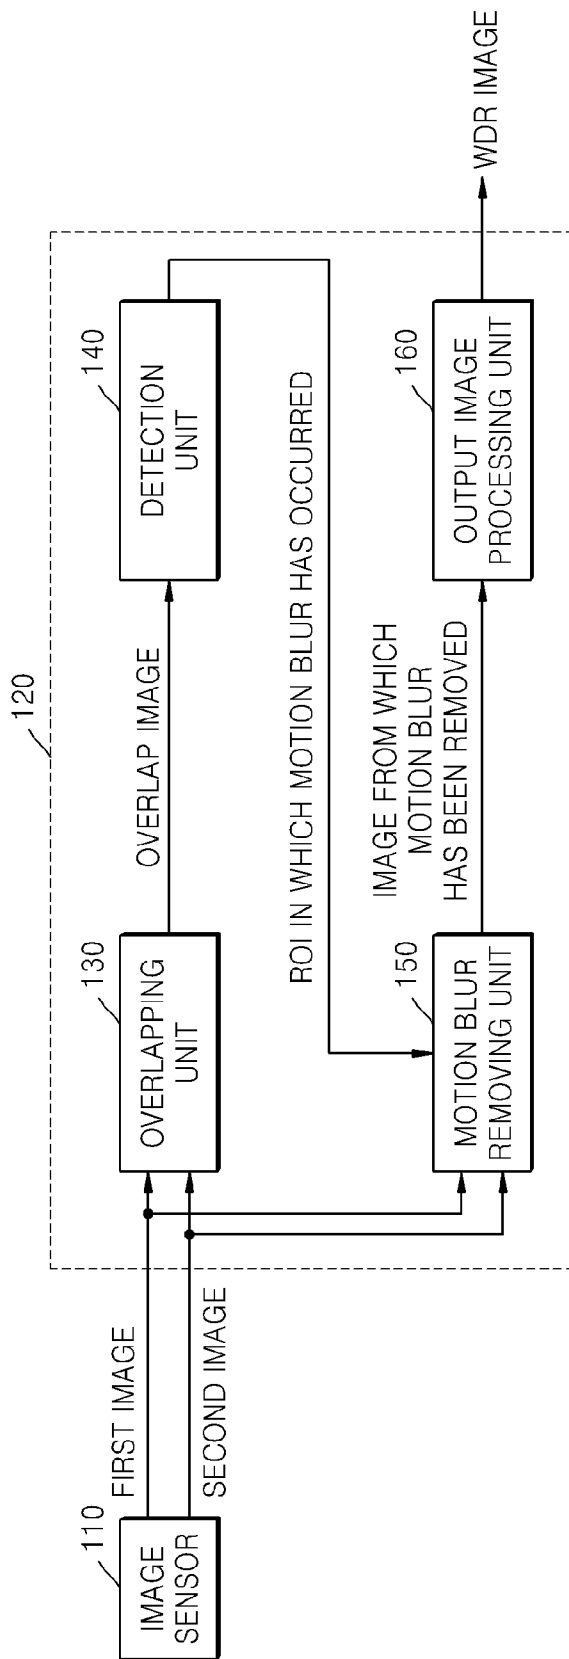 120
110
IMAGE
SENSOR
FIRST IMAGE
SECOND IMAGE
130
OVERLAPPING
UNIT
OVERLAP IMAGE
140
DETECTION
UNIT
ROI IN WHICH MOTION BLUR HAS OCCURRED
150
MOTION BLUR
REMOVING UNIT
IMAGE FROM WHICH
MOTION BLUR
HAS BEEN REMOVED
160
OUTPUT IMAGE
PROCESSING UNIT
WDR IMAGE